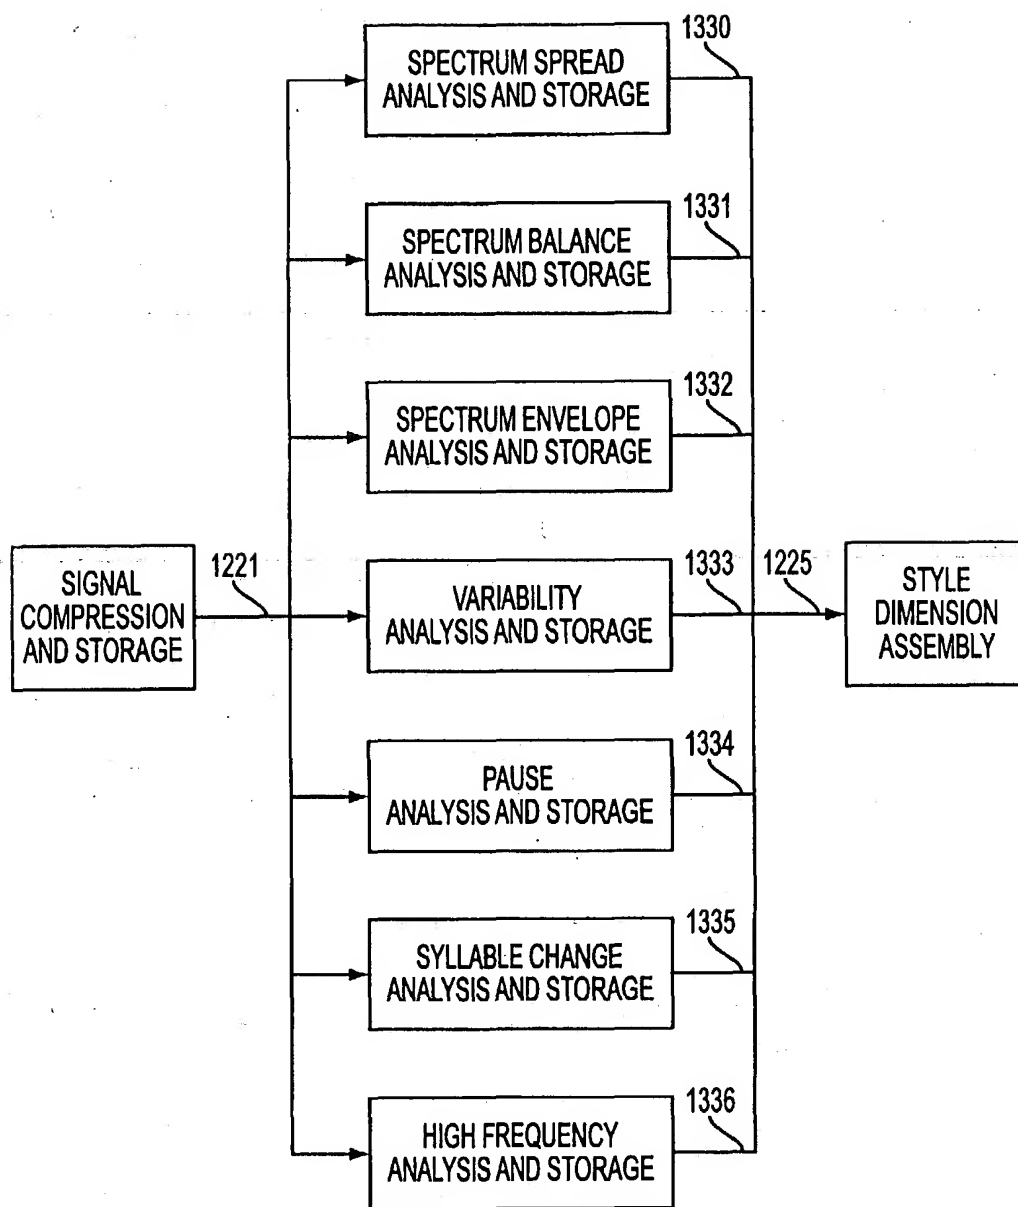 1330
SPECTRUM SPREAD
ANALYSIS AND STORAGE
1331
SPECTRUM BALANCE
ANALYSIS AND STORAGE
1332
SPECTRUM ENVELOPE
ANALYSIS AND STORAGE
SIGNAL
COMPRESSION
AND STORAGE
1221
VARIABILITY
ANALYSIS AND STORAGE
1333
1225
STYLE
DIMENSION
ASSEMBLY
1334
PAUSE
ANALYSIS AND STORAGE
1335
SYLLABLE CHANGE
ANALYSIS AND STORAGE
1336
HIGH FREQUENCY
ANALYSIS AND STORAGE